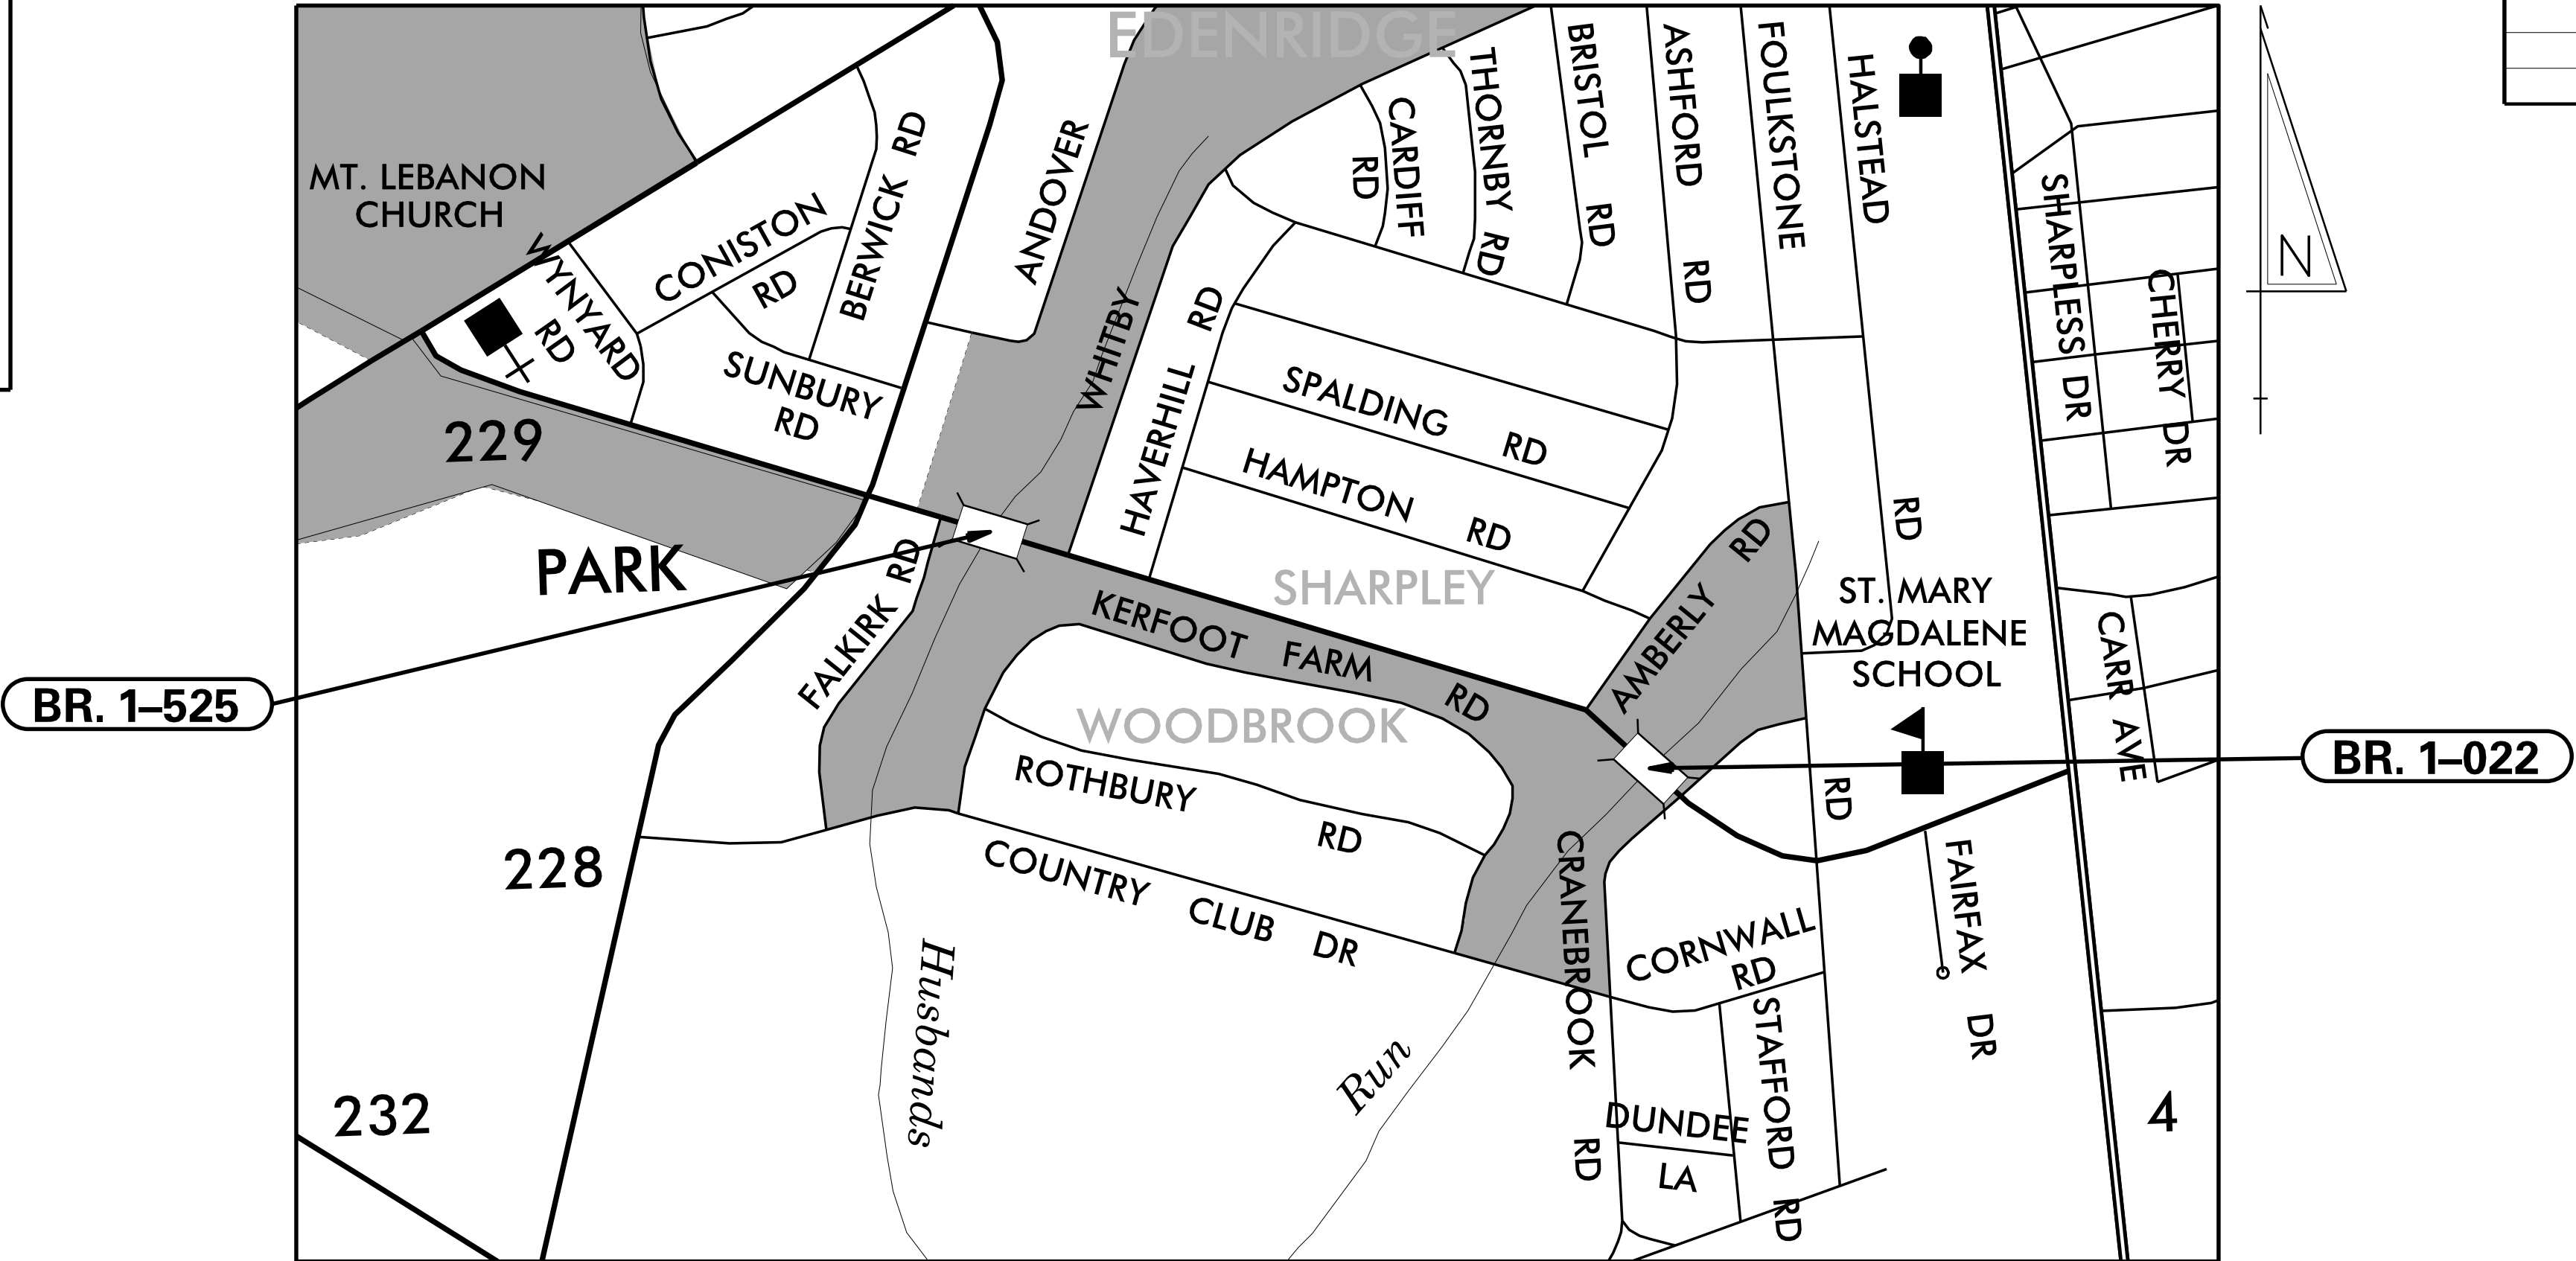 EDENRIDGE
MT. LEBANON
CHURCH
WYNYARD
RD
CONISTON
RD
BERWICK RD
SUNBURY
RD
ANDOVER
WHITBY
HAVERHILL RD
CARDIFF
RD
THORNBY RD
BRISTOL RD
ASHFORD RD
FOULKSTONE
RD
HALSTEAD
RD
SHARPLESS DR
CHERRY DR
N
SPALDING RD
HAMPTON RD
229
PARK
FALKIRK RD
SHARPLEY
KERFOOT FARM RD
AMBERLY RD
ST. MARY
MAGDALENE
SCHOOL
CARR AVE
BR. 1–525
WOODBROOK
BR. 1–022
ROTHBURY RD
COUNTRY CLUB DR
228
CRANEBROOK RD
CORNWALL
RD
FAIRFAX DR
STAFFORD RD
Husbands
Run
DUNDEE
LA
232
4